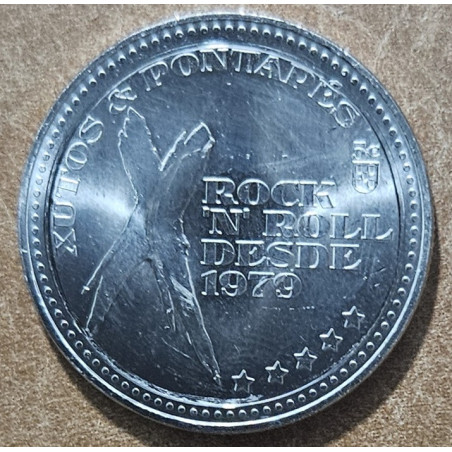 XUTOS & PONTAPÉS
ROCK
'N' ROLL
DESDE
1979